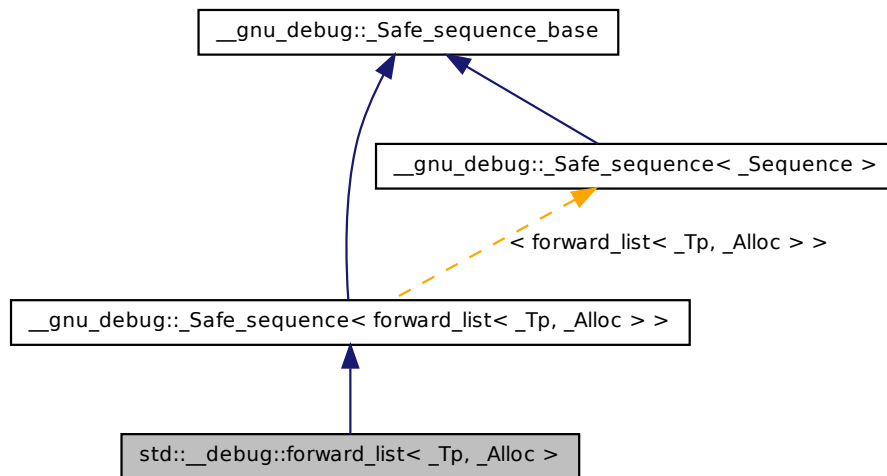 __gnu_debug::_Safe_sequence_base
__gnu_debug::_Safe_sequence< _Sequence >
< forward_list< _Tp, _Alloc > >
__gnu_debug::_Safe_sequence< forward_list< _Tp, _Alloc > >
std::__debug::forward_list< _Tp, _Alloc >